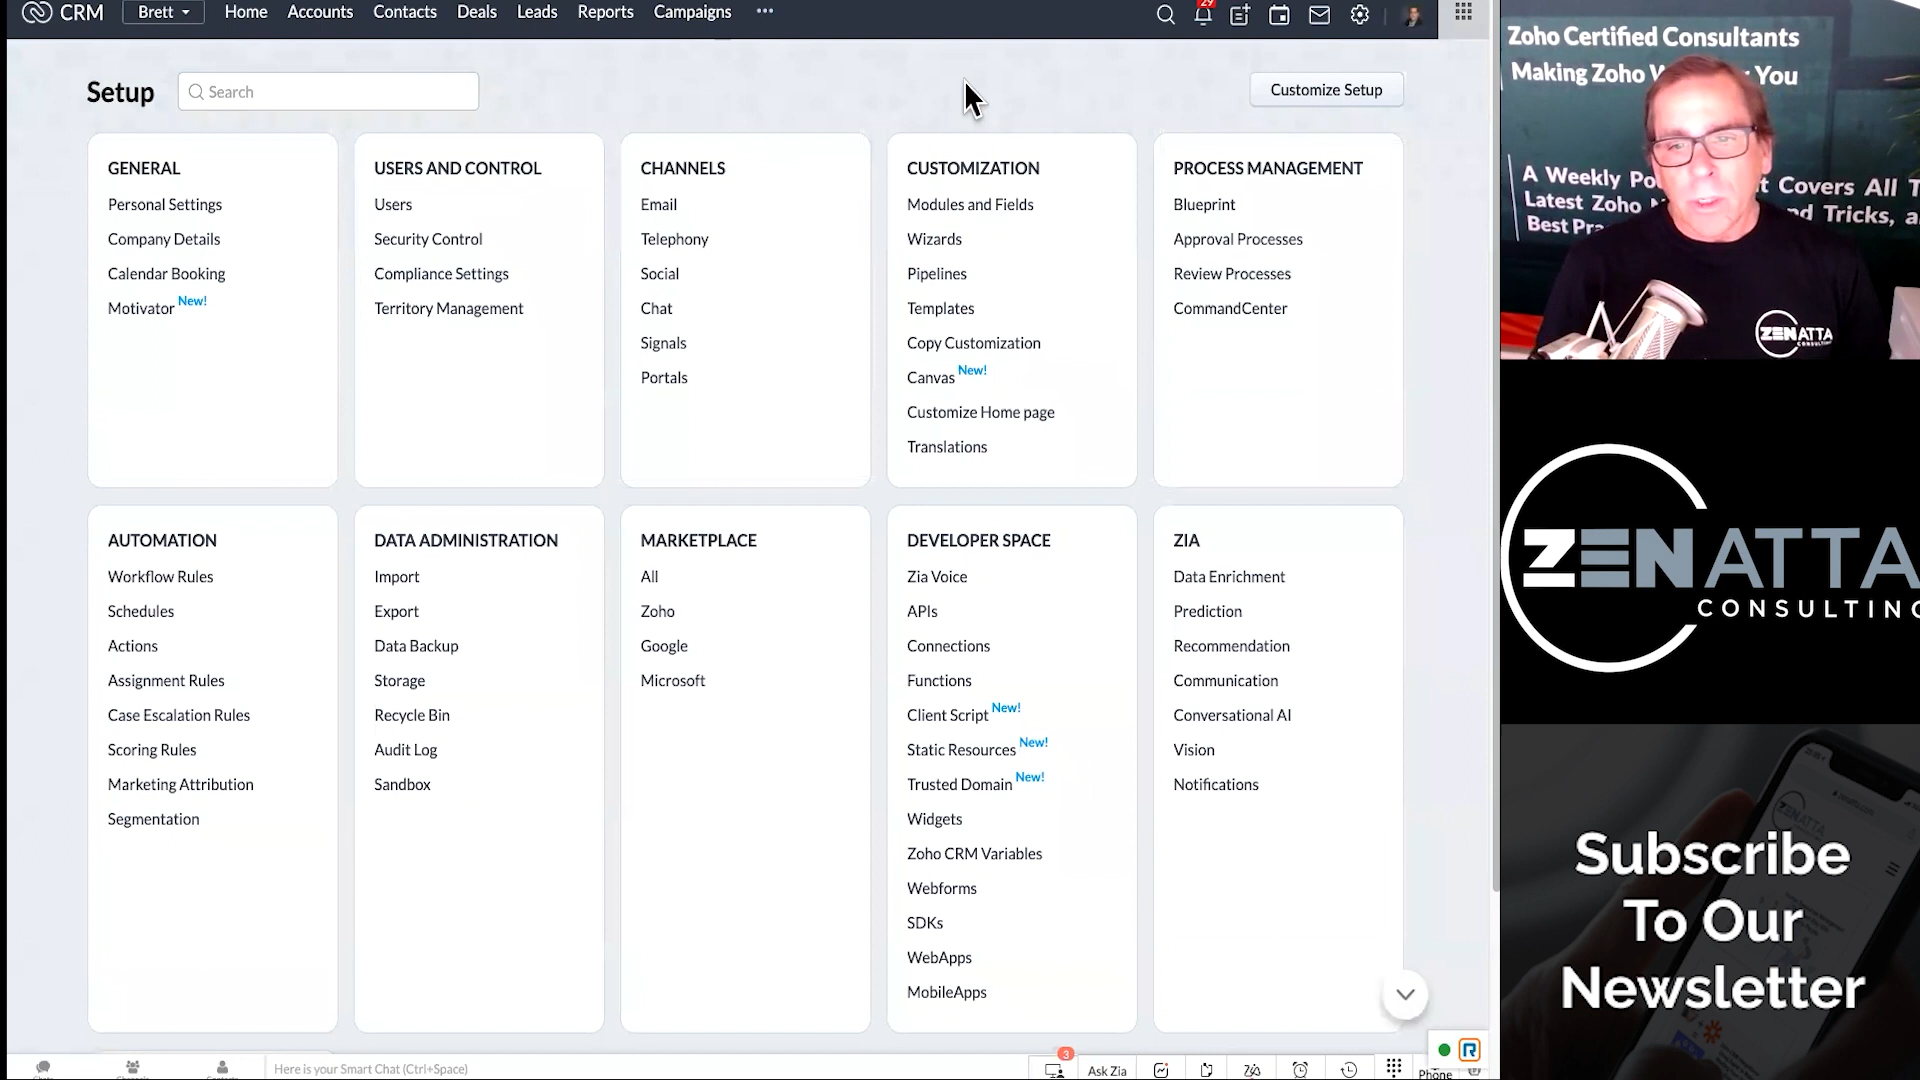 CRM
Brett
Home
Accounts
Contacts
Deals
Leads
Reports
Campaigns
29
Zoho Certified Consultants
Making Zoho W
You
A Weekly Po
t Covers All T
Latest Zoho
nd Tricks, a
Best Pra
ZENATTA
CONSULTING
Setup
Search
Customize Setup
GENERAL
Personal Settings
Company Details
Calendar Booking
Motivator New!
USERS AND CONTROL
Users
Security Control
Compliance Settings
Territory Management
CHANNELS
Email
Telephony
Social
Chat
Signals
Portals
CUSTOMIZATION
Modules and Fields
Wizards
Pipelines
Templates
Copy Customization
Canvas New!
Customize Home page
Translations
PROCESS MANAGEMENT
Blueprint
Approval Processes
Review Processes
CommandCenter
AUTOMATION
Workflow Rules
Schedules
Actions
Assignment Rules
Case Escalation Rules
Scoring Rules
Marketing Attribution
Segmentation
DATA ADMINISTRATION
Import
Export
Data Backup
Storage
Recycle Bin
Audit Log
Sandbox
MARKETPLACE
All
Zoho
Google
Microsoft
DEVELOPER SPACE
Zia Voice
APIs
Connections
Functions
Client Script New!
Static Resources New!
Trusted Domain New!
Widgets
Zoho CRM Variables
Webforms
SDKs
WebApps
MobileApps
ZIA
Data Enrichment
Prediction
Recommendation
Communication
Conversational AI
Vision
Notifications
ZENATTA
CONSULTING
Subscribe
To Our
Newsletter
Here is your Smart Chat (Ctrl+Space)
3
Ask Zia
R
Phone